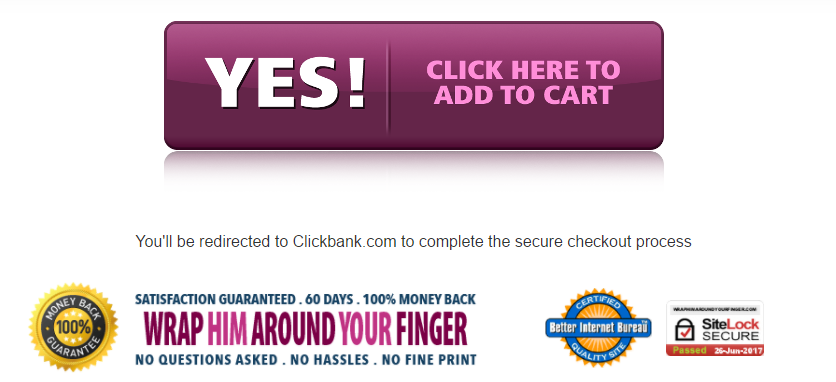 YES!
CLICK HERE TO
ADD TO CART
You'll be redirected to Clickbank.com to complete the secure checkout process
MONEY BACK
100%
GUARANTEE
SATISFACTION GUARANTEED . 60 DAYS . 100% MONEY BACK
WRAP HIM AROUND YOUR FINGER
NO QUESTIONS ASKED . NO HASSLES . NO FINE PRINT
CERTIFIED
Better Internet Bureau
QUALITY SITE
WRAPHIMAROUNDYOURFINGER.COM
SiteLock
SECURE
Passed 26-Jun-2017